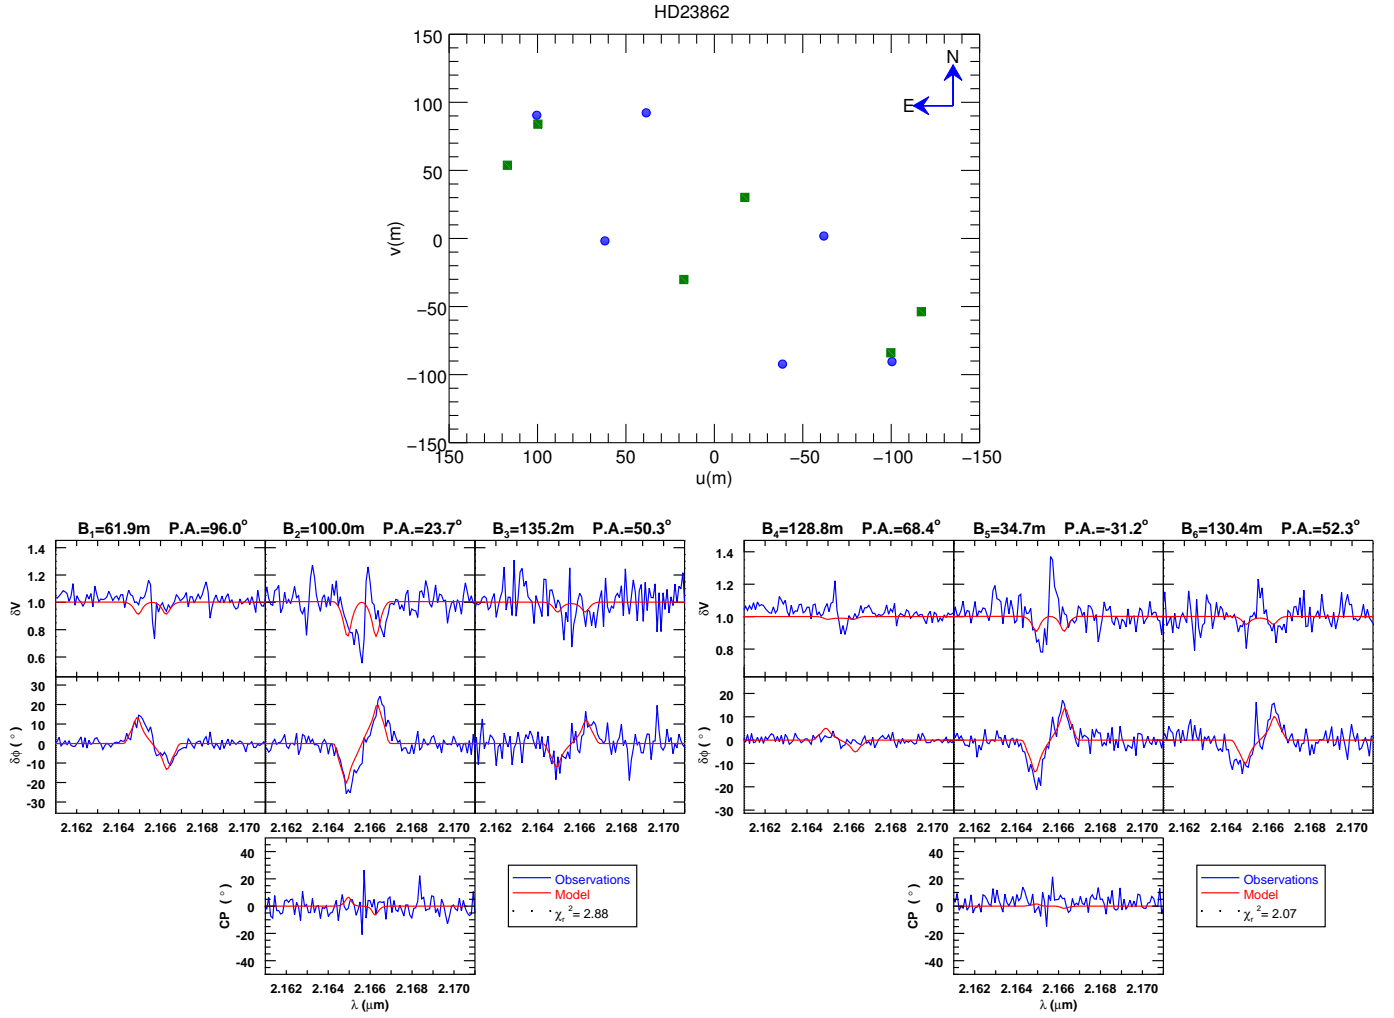 HD23862
150
100
50
0
−50
−100
−150
150 100 50 0 −50 −100 −150
v(m)
u(m)
N
E
B₁=61.9m P.A.=96.0° B₂=100.0m P.A.=23.7° B₃=135.2m P.A.=50.3°
1.4
1.2
1.0
0.8
0.6
δV
30
20
10
0
−10
−20
−30
δϕ ( ° )
2.162 2.164 2.166 2.168 2.170 2.162 2.164 2.166 2.168 2.170 2.162 2.164 2.166 2.168 2.170
40
20
0
−20
−40
CP ( ° )
2.162 2.164 2.166 2.168 2.170
λ (μm)
Observations
Model
χᵣ²= 2.88
B₄=128.8m P.A.=68.4° B₅=34.7m P.A.=-31.2° B₆=130.4m P.A.=52.3°
1.4
1.2
1.0
0.8
δV
20
10
0
−10
−20
−30
δϕ ( ° )
2.162 2.164 2.166 2.168 2.170 2.162 2.164 2.166 2.168 2.170 2.162 2.164 2.166 2.168 2.170
40
20
0
−20
−40
CP ( ° )
2.162 2.164 2.166 2.168 2.170
λ (μm)
Observations
Model
χᵣ²= 2.07